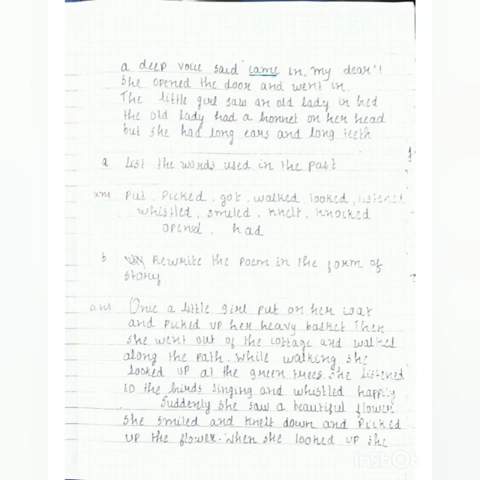 a deep voice said "came in, my dear"!
She opened the door and went in.
The little girl saw an old lady in bed
the old lady had a bonnet on her head
but she had long ears and long teeth
a List the words used in the past
ans Put, Picked, got, walked looked, listened
whistled, smiled, knelt, knocked
opened, had
b Rewrite the poem in the form of
story
ans Once a little girl put on her coat
and picked up her heavy basket Then
she went out of the cottage and walked
along the path. While walking she
looked up at the green trees. She listened
to the birds singing and whistled happily
Suddenly she saw a beautiful flower
she smiled and knelt down and Picked
up the flower. When she looked up she